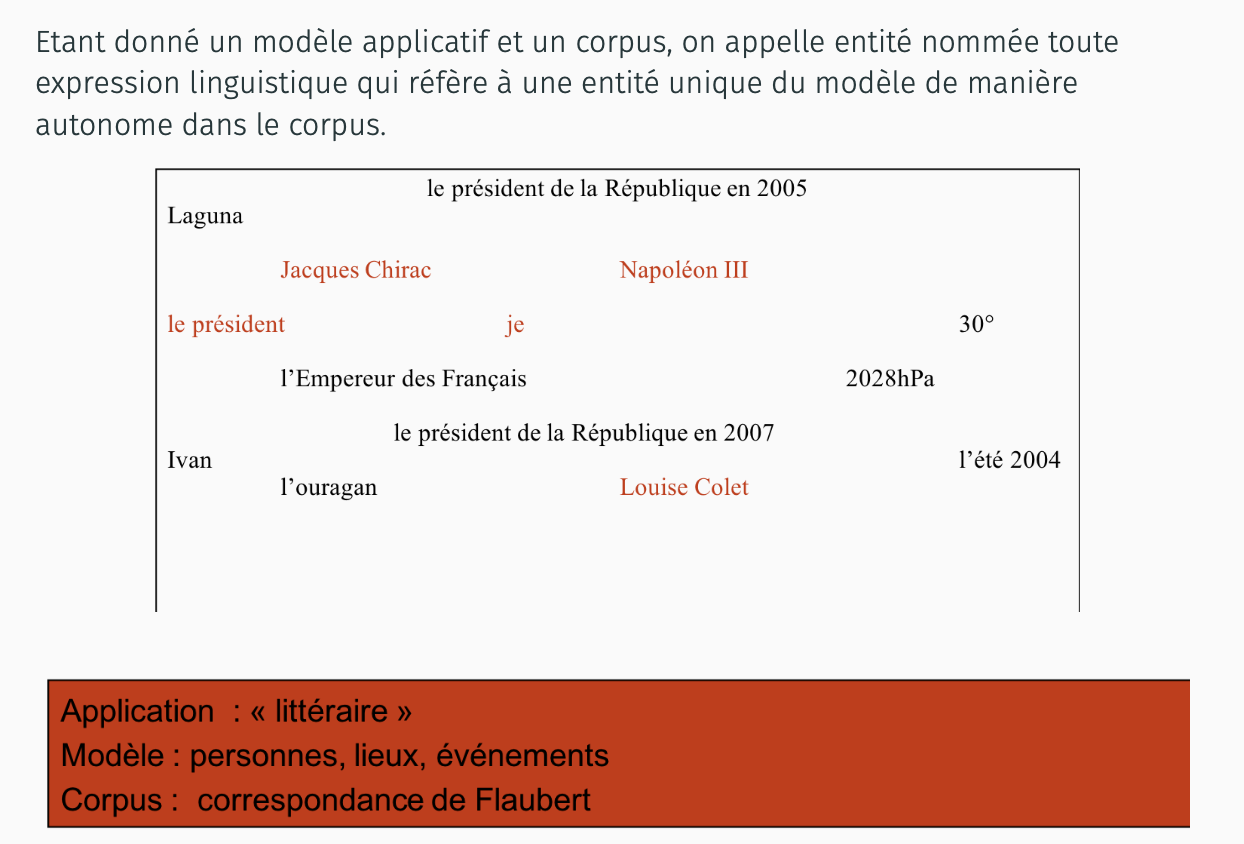 Etant donné un modèle applicatif et un corpus, on appelle entité nommée toute
expression linguistique qui réfère à une entité unique du modèle de manière
autonome dans le corpus.
le président de la République en 2005
Laguna
Jacques Chirac Napoléon III
le président je 30°
l’Empereur des Français 2028hPa
le président de la République en 2007
Ivan l’été 2004
l’ouragan Louise Colet
Application : « littéraire »
Modèle : personnes, lieux, événements
Corpus : correspondance de Flaubert